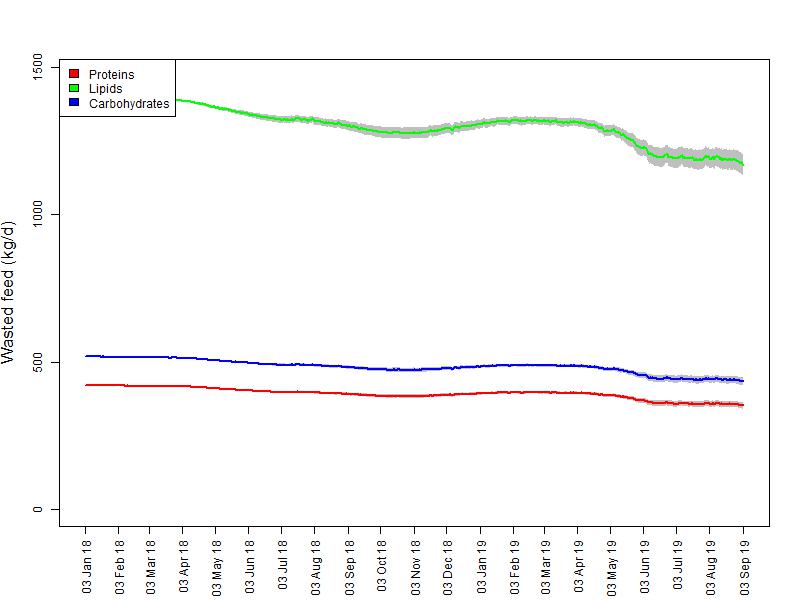 Proteins
Lipids
Carbohydrates
Wasted feed (kg/d)
1500
1000
500
0
03 Jan 18
03 Feb 18
03 Mar 18
03 Apr 18
03 May 18
03 Jun 18
03 Jul 18
03 Aug 18
03 Sep 18
03 Oct 18
03 Nov 18
03 Dec 18
03 Jan 19
03 Feb 19
03 Mar 19
03 Apr 19
03 May 19
03 Jun 19
03 Jul 19
03 Aug 19
03 Sep 19